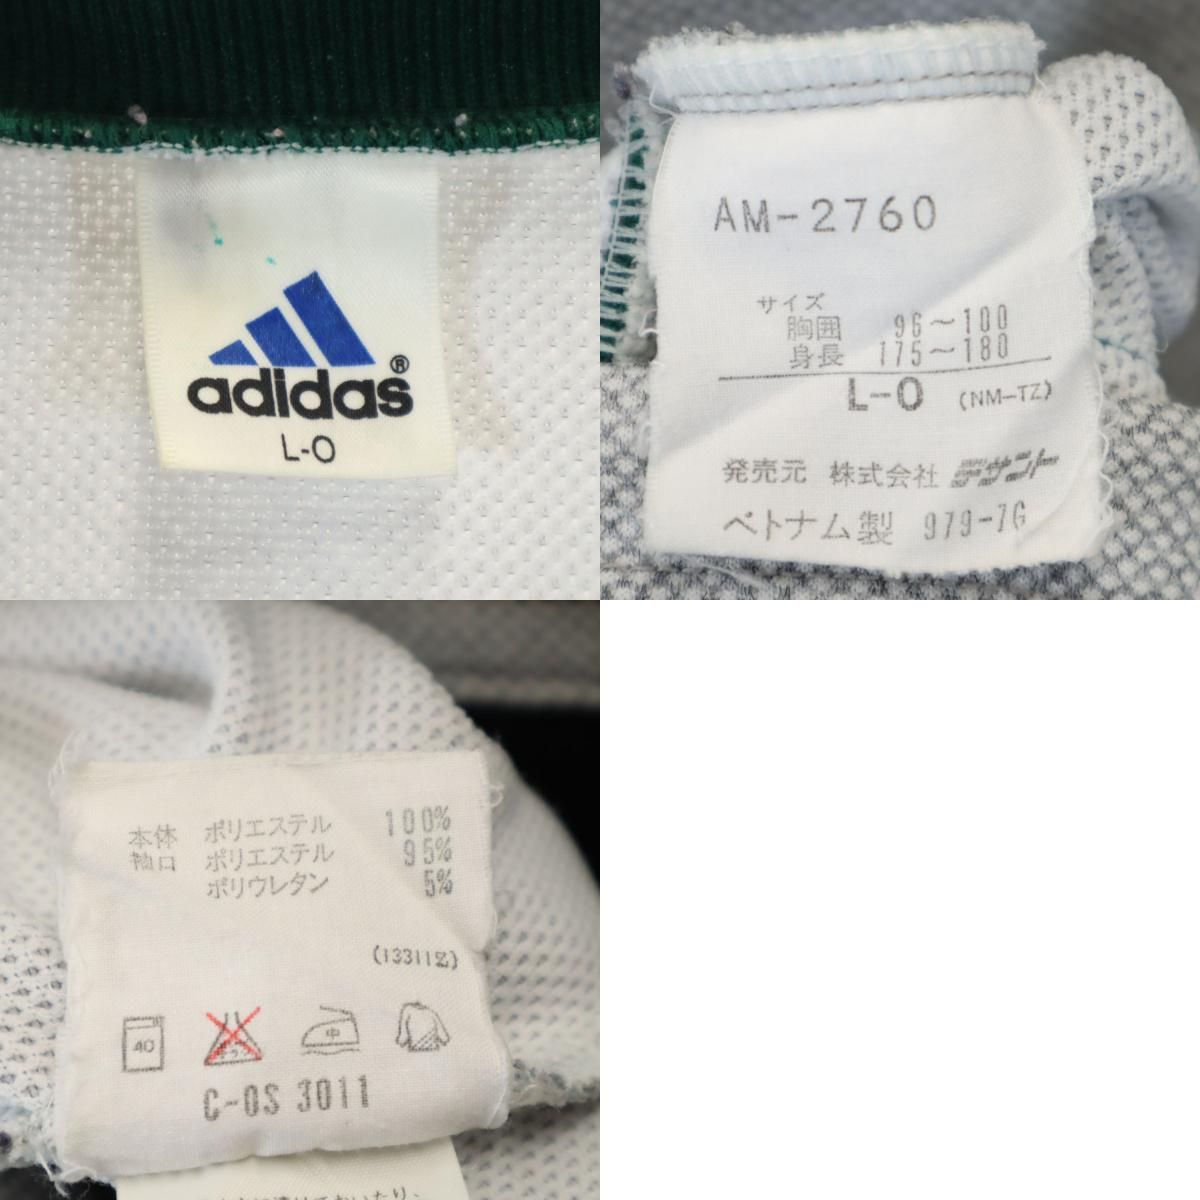 adidas®
L-O
AM-2760
サイズ
胸囲 96～100
身長 175～180
L-O (NM-TZ)
発売元 株式会社 デサント
ベトナム製 979-7G
本体 ポリエステル 100%
袖口 ポリエステル 95%
ポリウレタン 5%
40
中
C-OS 3011